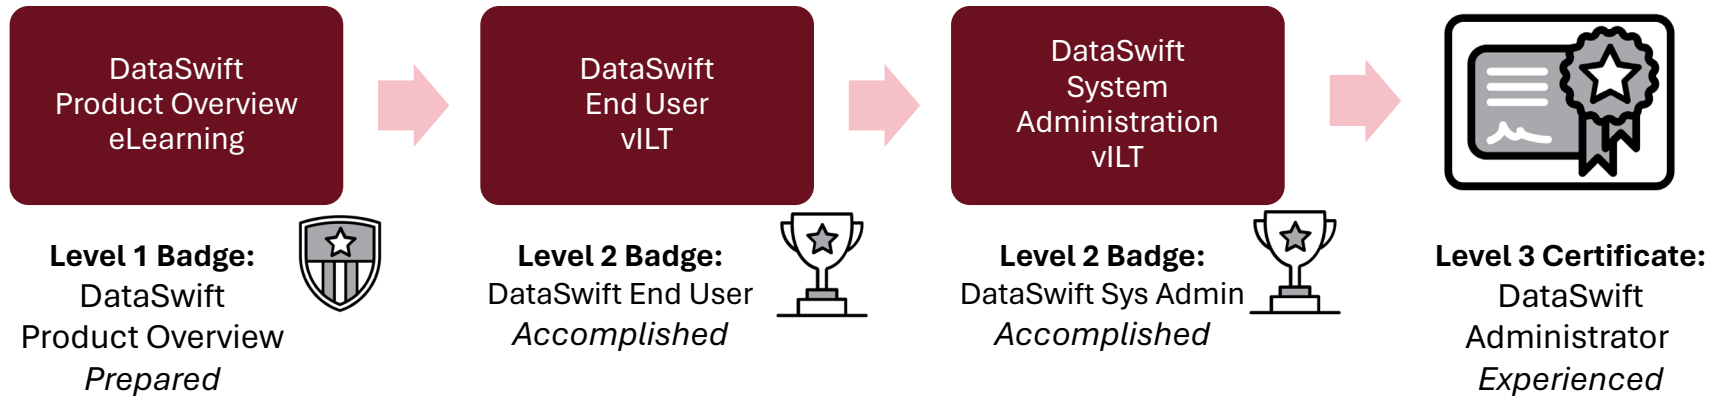 DataSwift
Product Overview
eLearning
DataSwift
End User
vILT
DataSwift
System
Administration
vILT
Level 1 Badge:
DataSwift
Product Overview
Prepared
Level 2 Badge:
DataSwift End User
Accomplished
Level 2 Badge:
DataSwift Sys Admin
Accomplished
Level 3 Certificate:
DataSwift
Administrator
Experienced